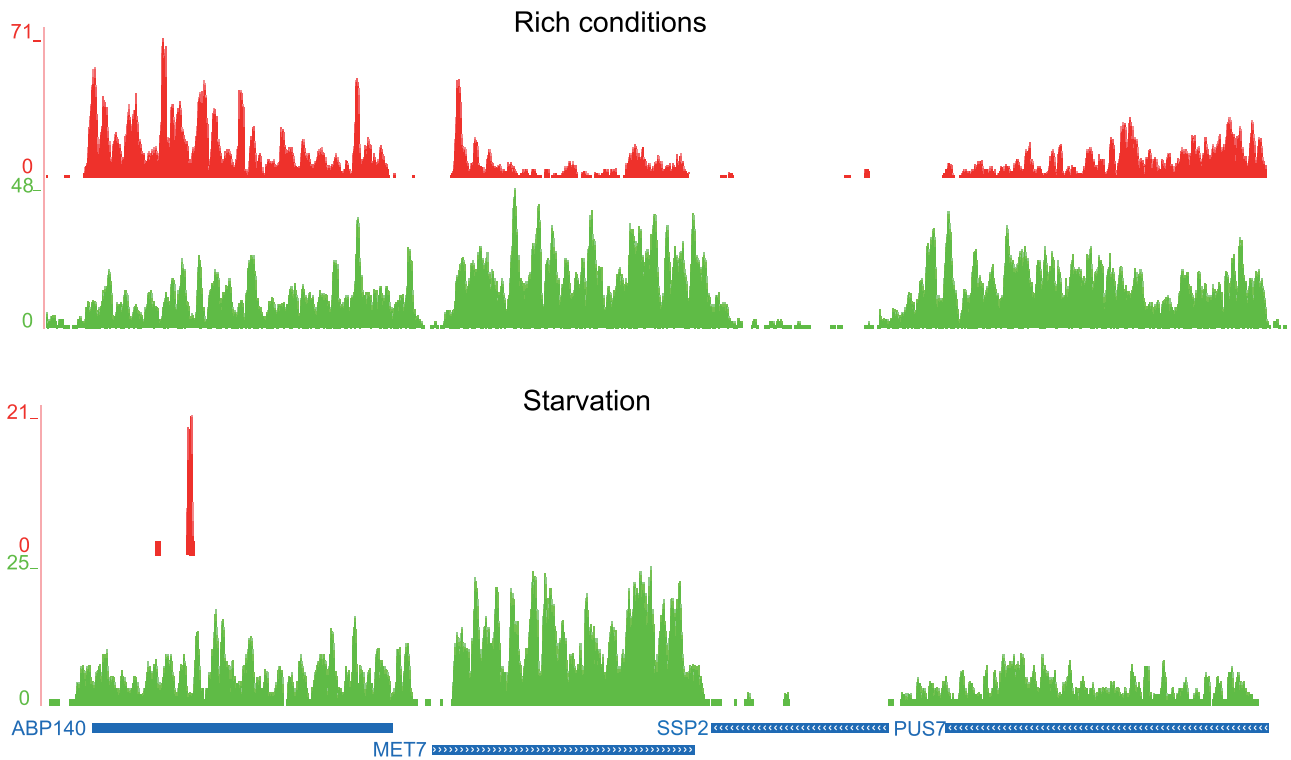 Rich conditions
71
0
48
0
Starvation
21
0
25
0
ABP140
SSP2
PUS7
MET7